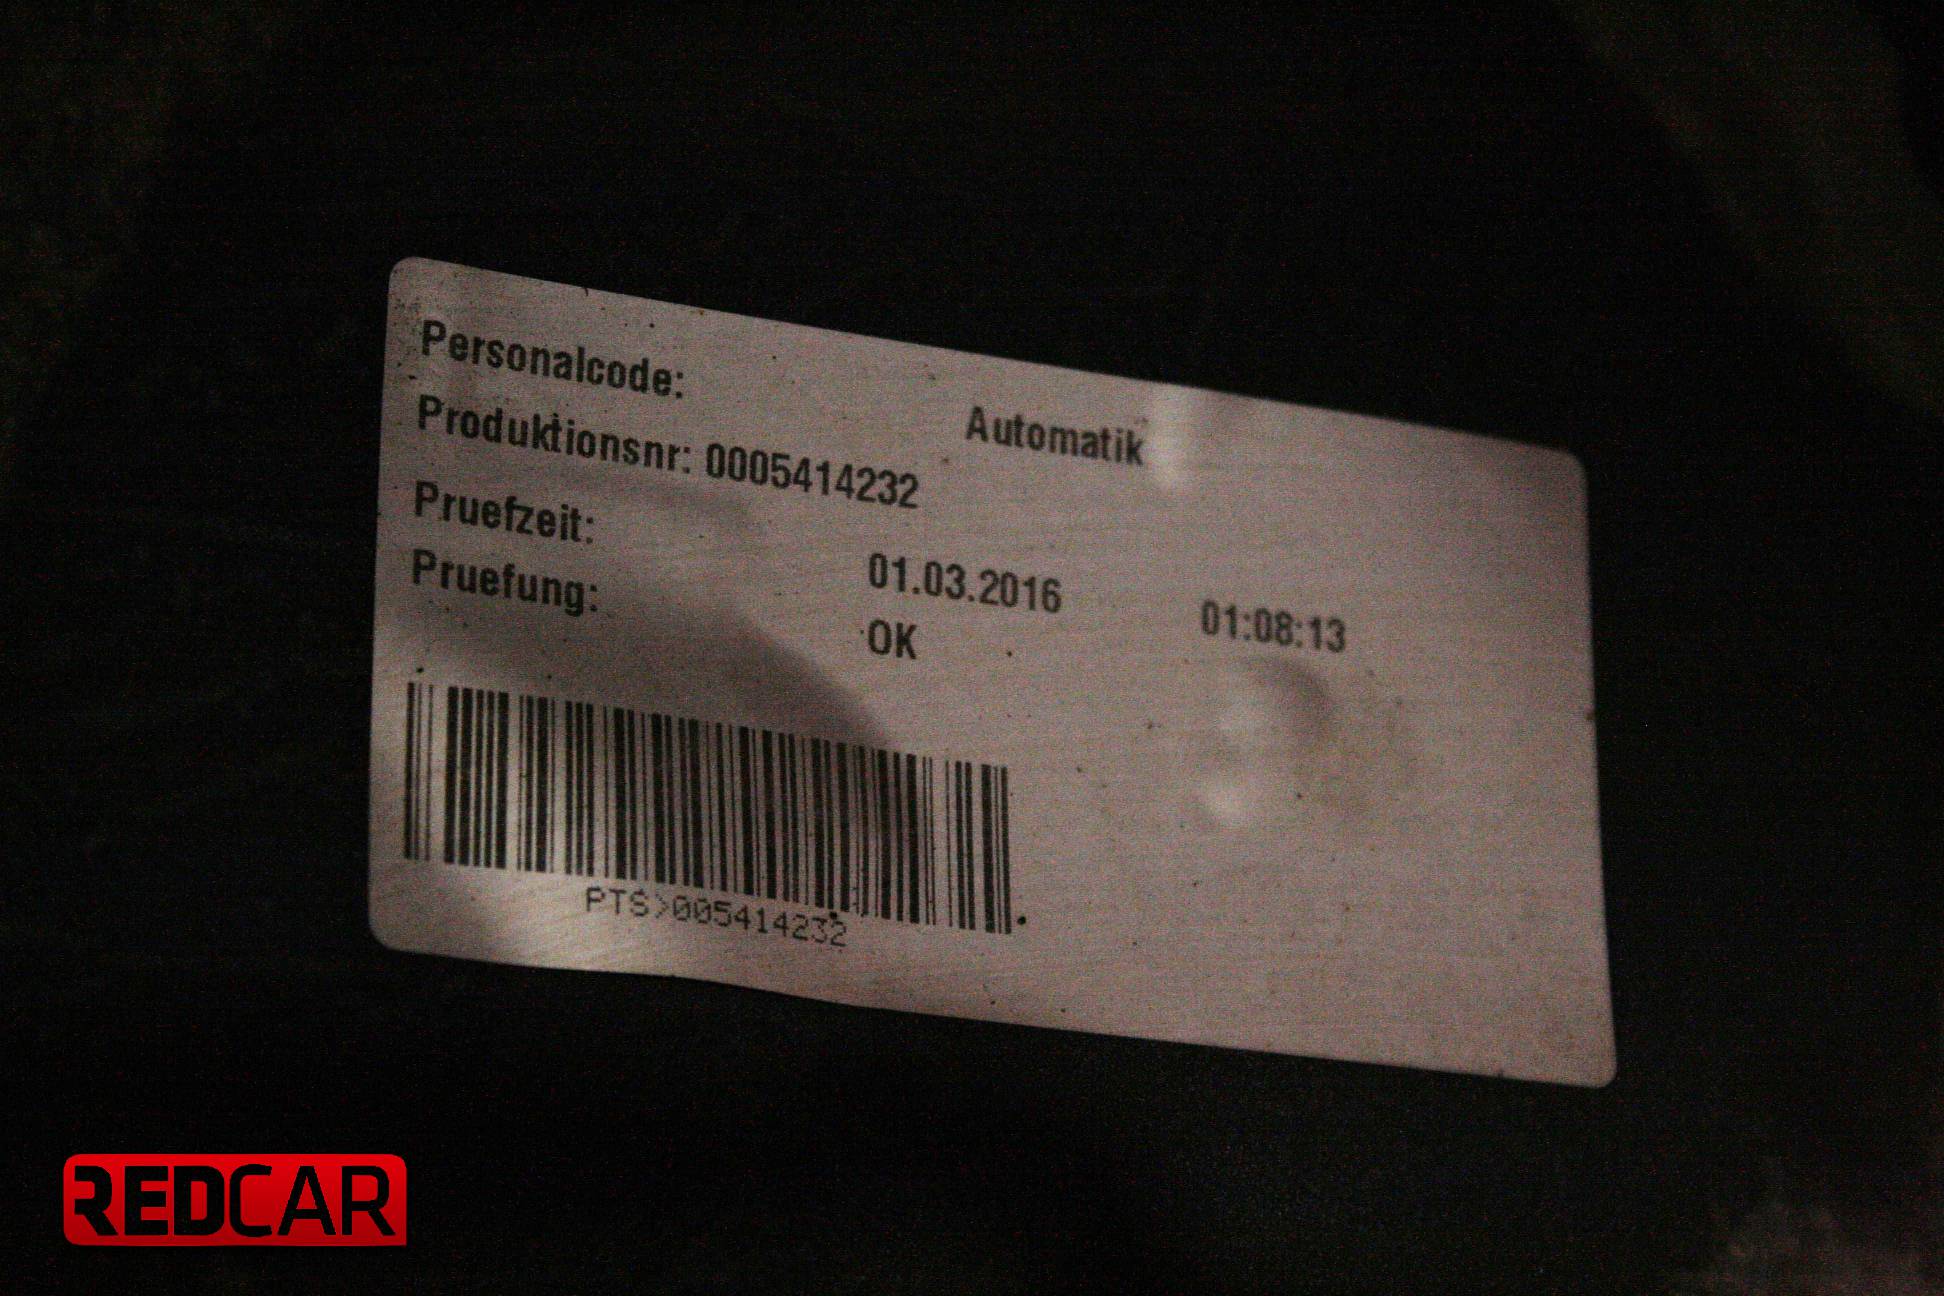 Personalcode: Automatik
Produktionsnr: 0005414232
Pruefzeit: 01.03.2016 01:08:13
Pruefung: OK
PTS>005414232
REDCAR